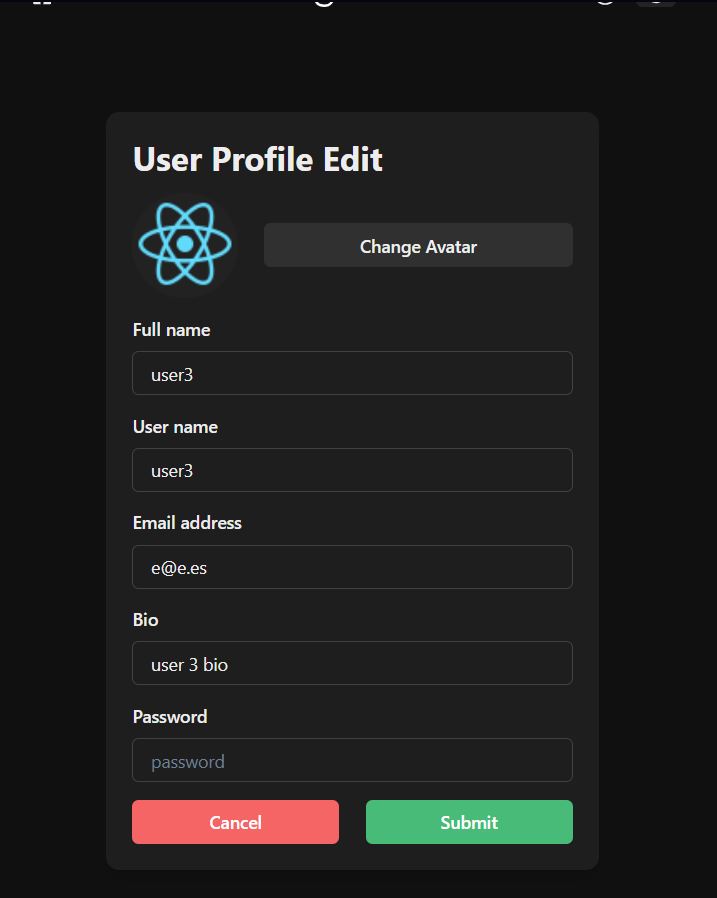 User Profile Edit
Change Avatar
Full name
user3
User name
user3
Email address
e@e.es
Bio
user 3 bio
Password
password
Cancel
Submit